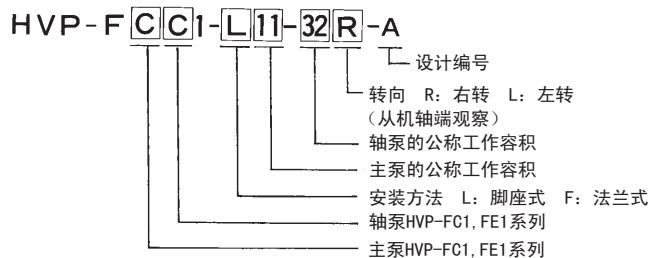 HVP-FCC1-L11-32R-A
设计编号
转向 R：右转 L：左转
（从机轴端观察）
轴泵的公称工作容积
主泵的公称工作容积
安装方法 L：脚座式 F：法兰式
轴泵HVP-FC1,FE1系列
主泵HVP-FC1,FE1系列